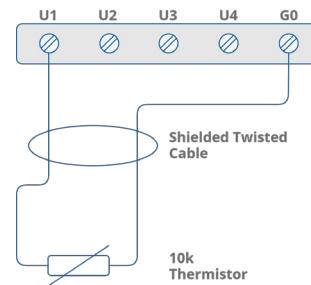 U1 U2 U3 U4 G0
Shielded Twisted
Cable
10k
Thermistor